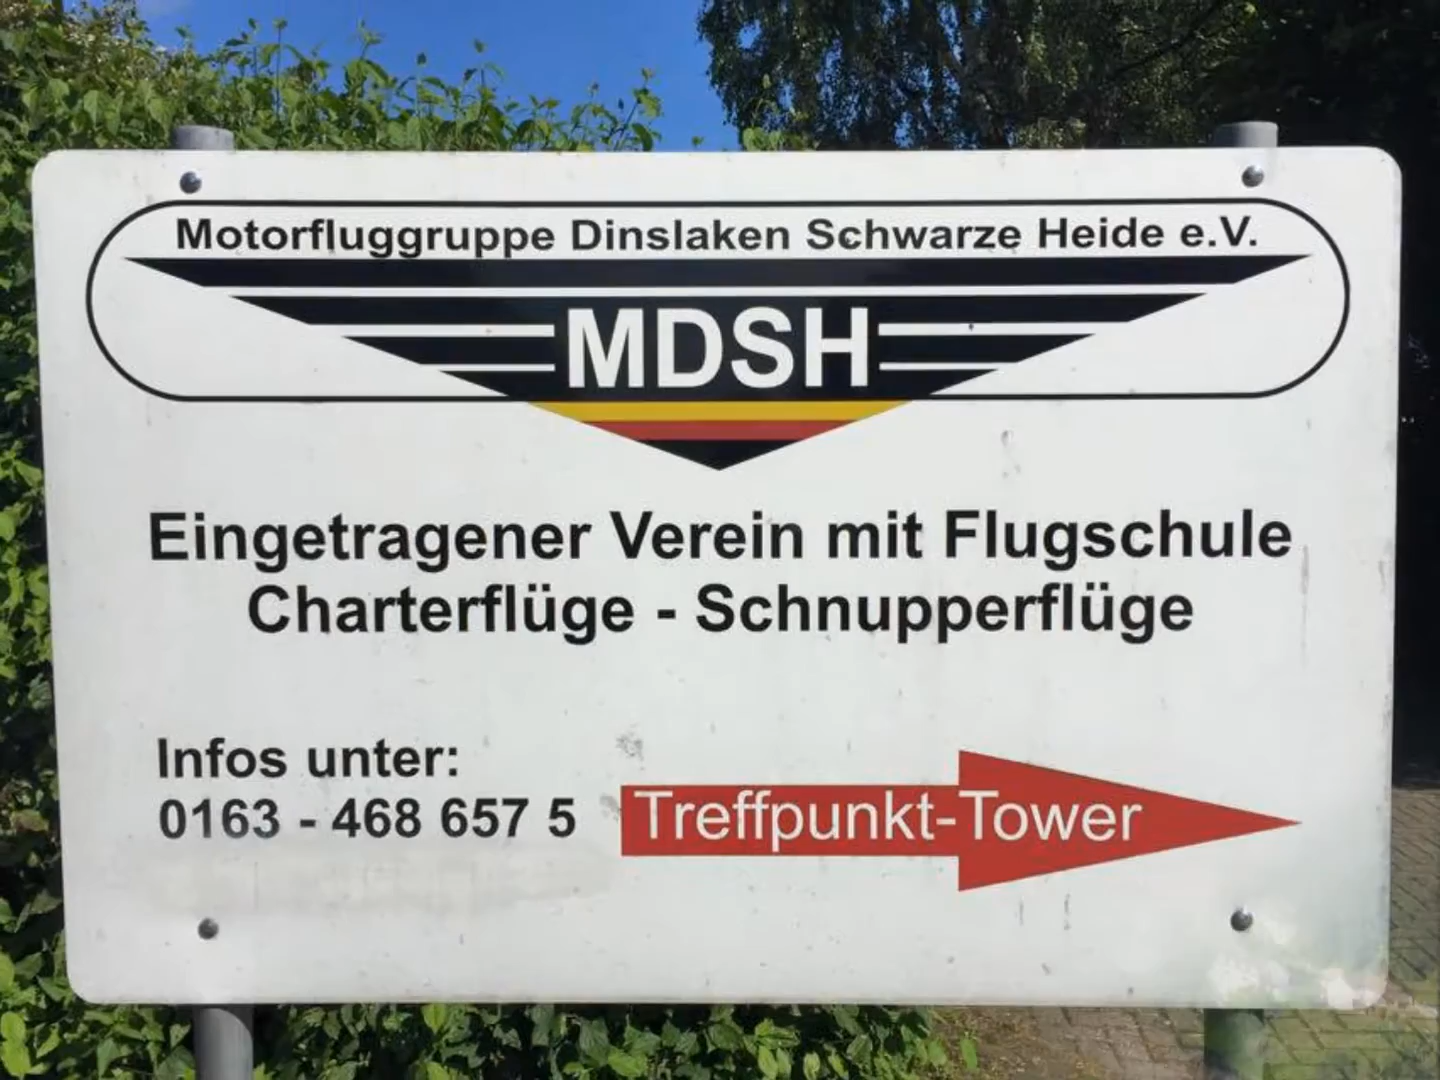 Motorfluggruppe Dinslaken Schwarze Heide e.V.
MDSH
Eingetragener Verein mit Flugschule
Charterflüge - Schnupperflüge
Infos unter:
0163 - 468 657 5
Treffpunkt-Tower